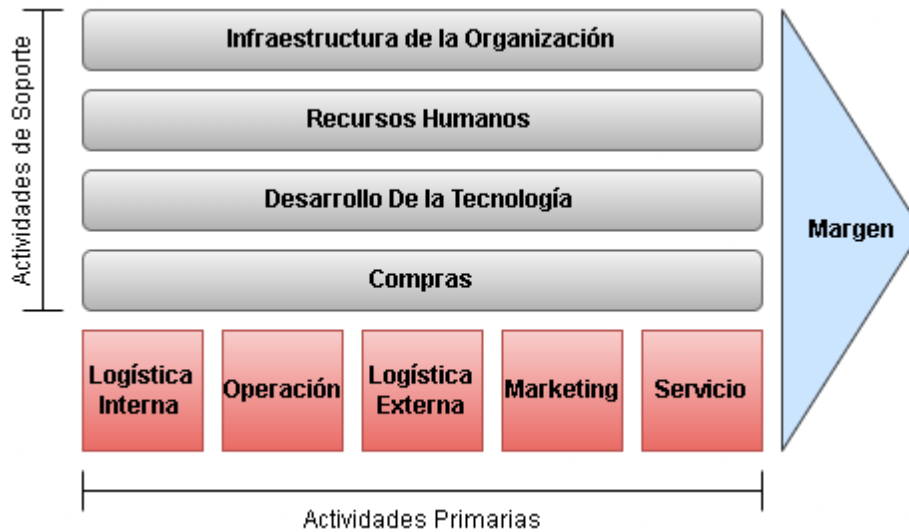 Actividades de Soporte
Infraestructura de la Organización
Recursos Humanos
Desarrollo De la Tecnología
Compras
Margen
Logística
Interna
Operación
Logística
Externa
Marketing
Servicio
Actividades Primarias